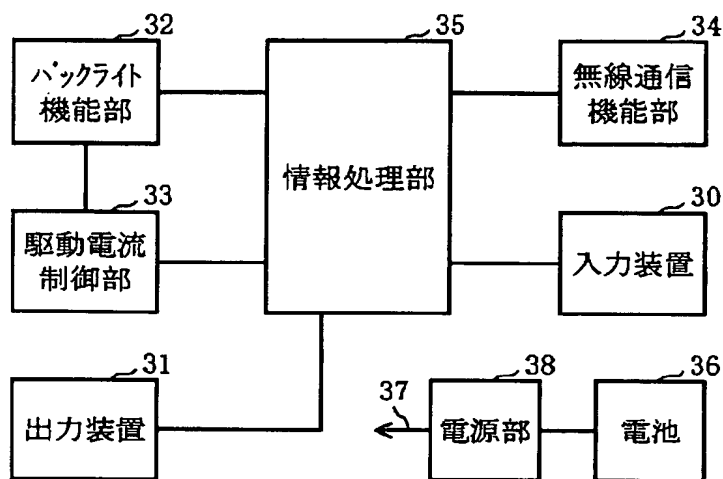 32
バックライト
機能部
35
情報処理部
34
無線通信
機能部
33
駆動電流
制御部
30
入力装置
31
出力装置
37
38
電源部
36
電池